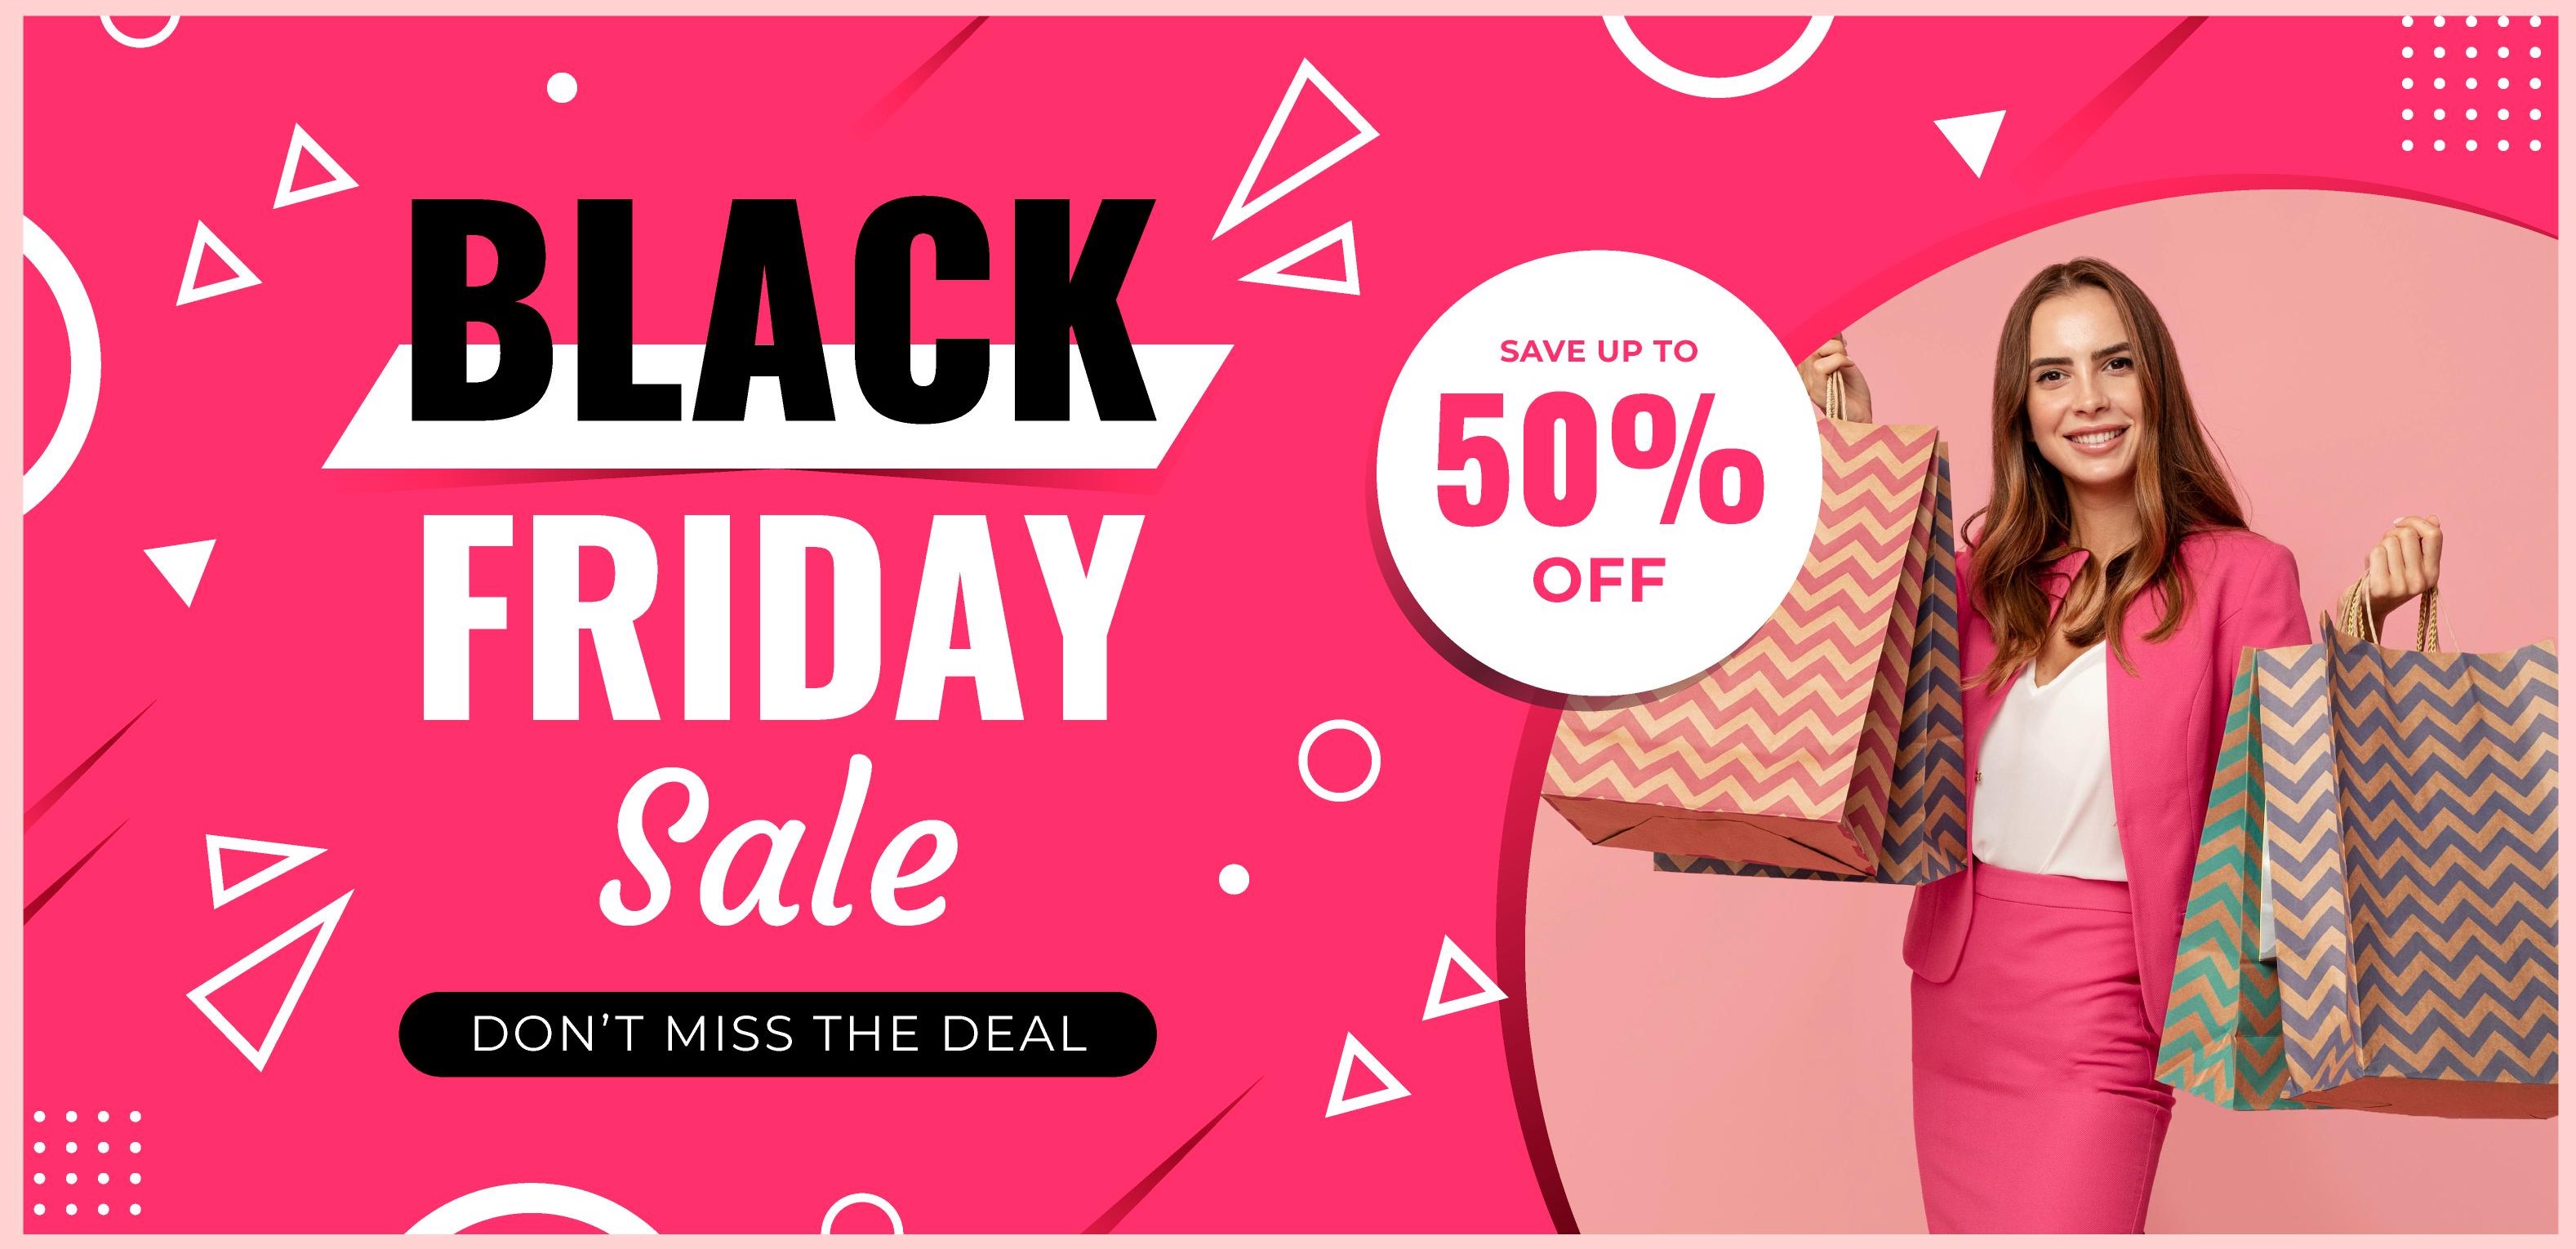 BLACK
FRIDAY
Sale
DON’T MISS THE DEAL
SAVE UP TO
50%
OFF